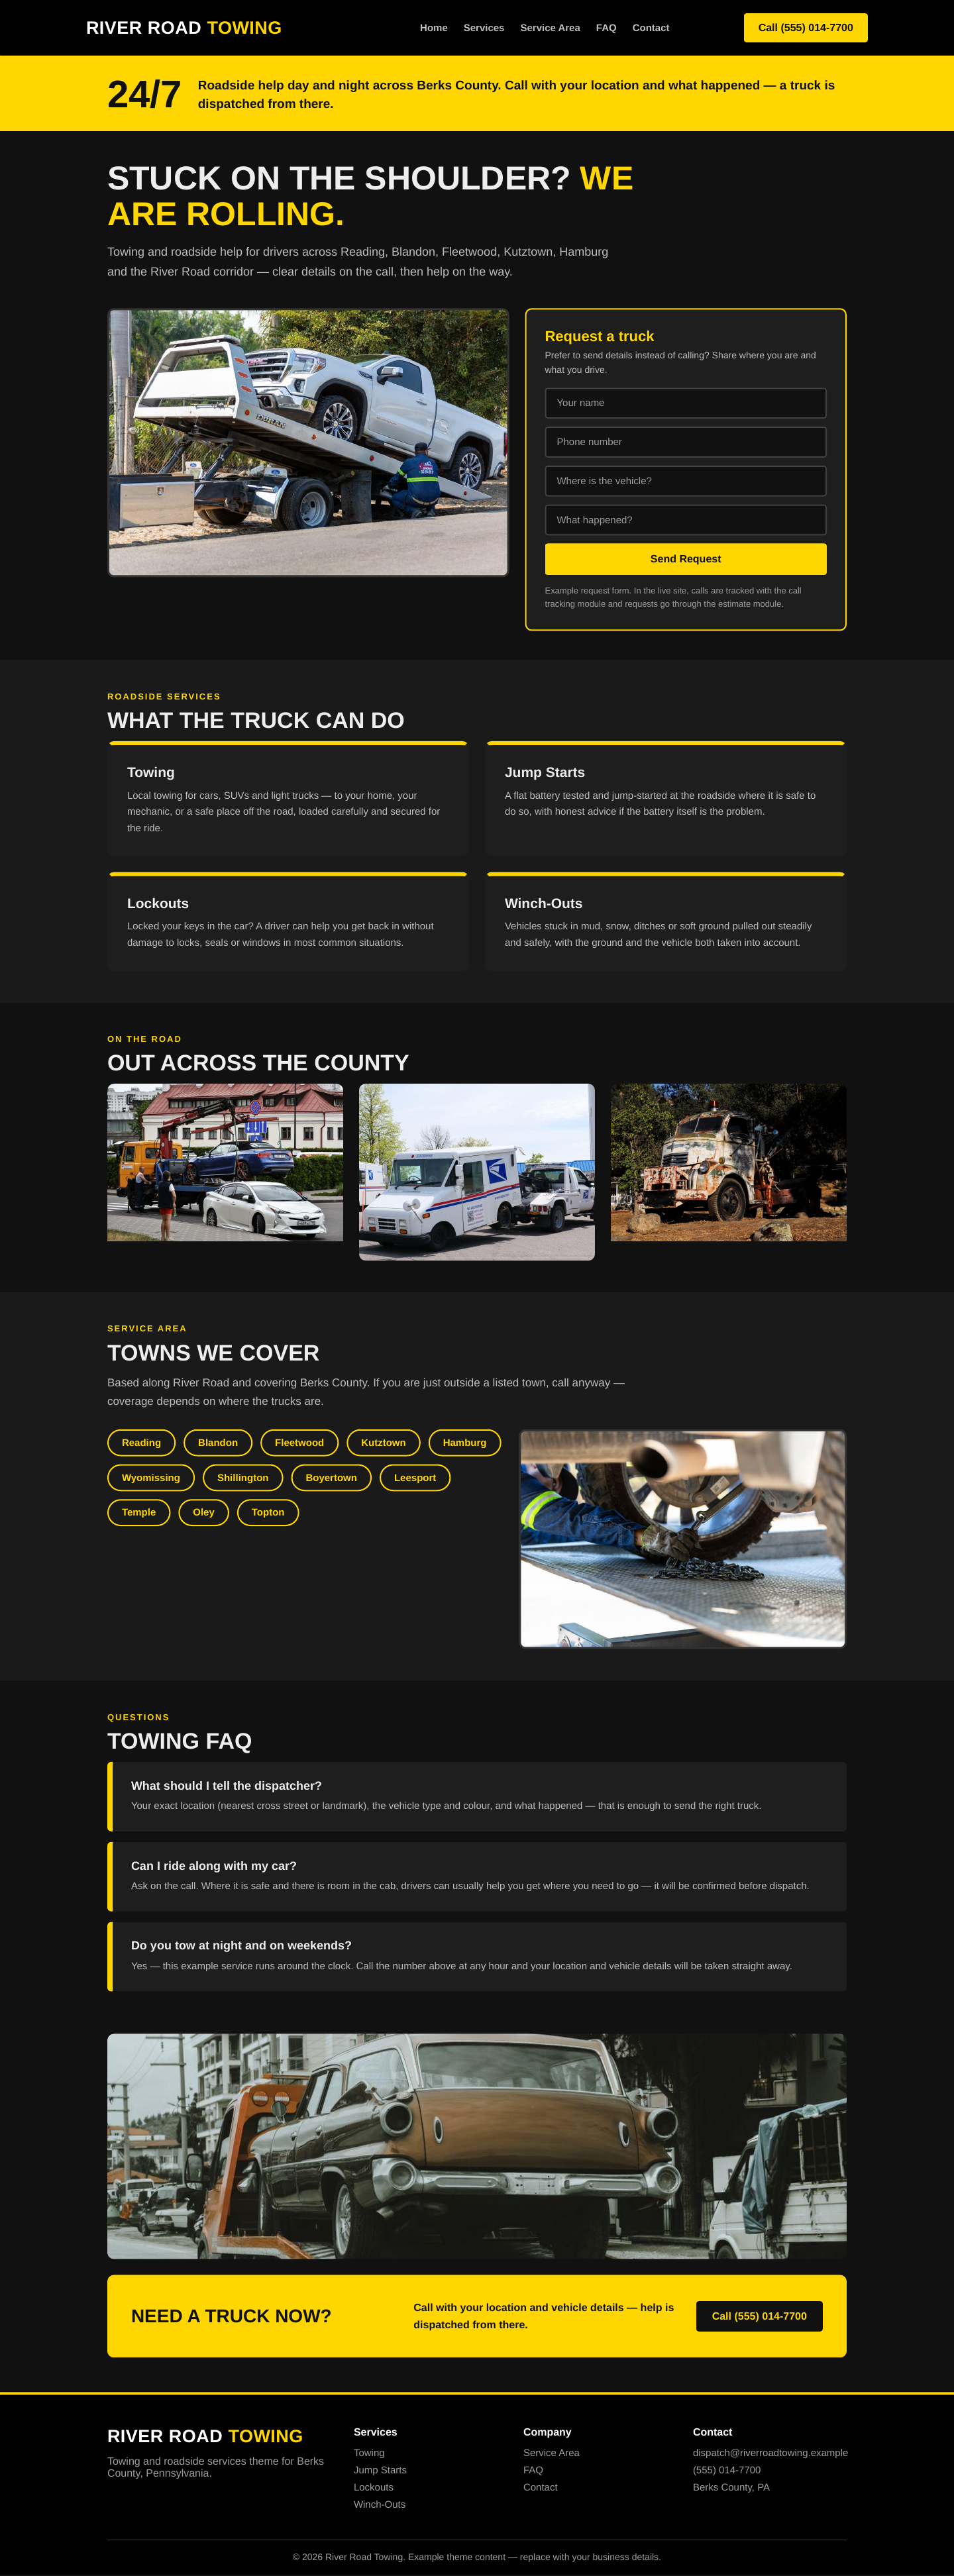 RIVER ROAD TOWING
Home Services Service Area FAQ Contact
Call (555) 014-7700
24/7
Roadside help day and night across Berks County. Call with your location and what happened — a truck is
dispatched from there.
STUCK ON THE SHOULDER? WE
ARE ROLLING.
Towing and roadside help for drivers across Reading, Blandon, Fleetwood, Kutztown, Hamburg
and the River Road corridor — clear details on the call, then help on the way.
Request a truck
Prefer to send details instead of calling? Share where you are and
what you drive.
Your name
Phone number
Where is the vehicle?
What happened?
Send Request
Example request form. In the live site, calls are tracked with the call
tracking module and requests go through the estimate module.
ROADSIDE SERVICES
WHAT THE TRUCK CAN DO
Towing
Local towing for cars, SUVs and light trucks — to your home, your
mechanic, or a safe place off the road, loaded carefully and secured for
the ride.
Jump Starts
A flat battery tested and jump-started at the roadside where it is safe to
do so, with honest advice if the battery itself is the problem.
Lockouts
Locked your keys in the car? A driver can help you get back in without
damage to locks, seals or windows in most common situations.
Winch-Outs
Vehicles stuck in mud, snow, ditches or soft ground pulled out steadily
and safely, with the ground and the vehicle both taken into account.
ON THE ROAD
OUT ACROSS THE COUNTY
SERVICE AREA
TOWNS WE COVER
Based along River Road and covering Berks County. If you are just outside a listed town, call anyway —
coverage depends on where the trucks are.
Reading Blandon Fleetwood Kutztown Hamburg
Wyomissing Shillington Boyertown Leesport
Temple Oley Topton
QUESTIONS
TOWING FAQ
What should I tell the dispatcher?
Your exact location (nearest cross street or landmark), the vehicle type and colour, and what happened — that is enough to send the right truck.
Can I ride along with my car?
Ask on the call. Where it is safe and there is room in the cab, drivers can usually help you get where you need to go — it will be confirmed before dispatch.
Do you tow at night and on weekends?
Yes — this example service runs around the clock. Call the number above at any hour and your location and vehicle details will be taken straight away.
NEED A TRUCK NOW?
Call with your location and vehicle details — help is
dispatched from there.
Call (555) 014-7700
RIVER ROAD TOWING
Towing and roadside services theme for Berks
County, Pennsylvania.
Services
Towing
Jump Starts
Lockouts
Winch-Outs
Company
Service Area
FAQ
Contact
Contact
dispatch@riverroadtowing.example
(555) 014-7700
Berks County, PA
© 2026 River Road Towing. Example theme content — replace with your business details.